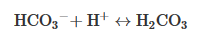 HCO₃⁻ + H⁺ ↔ H₂CO₃